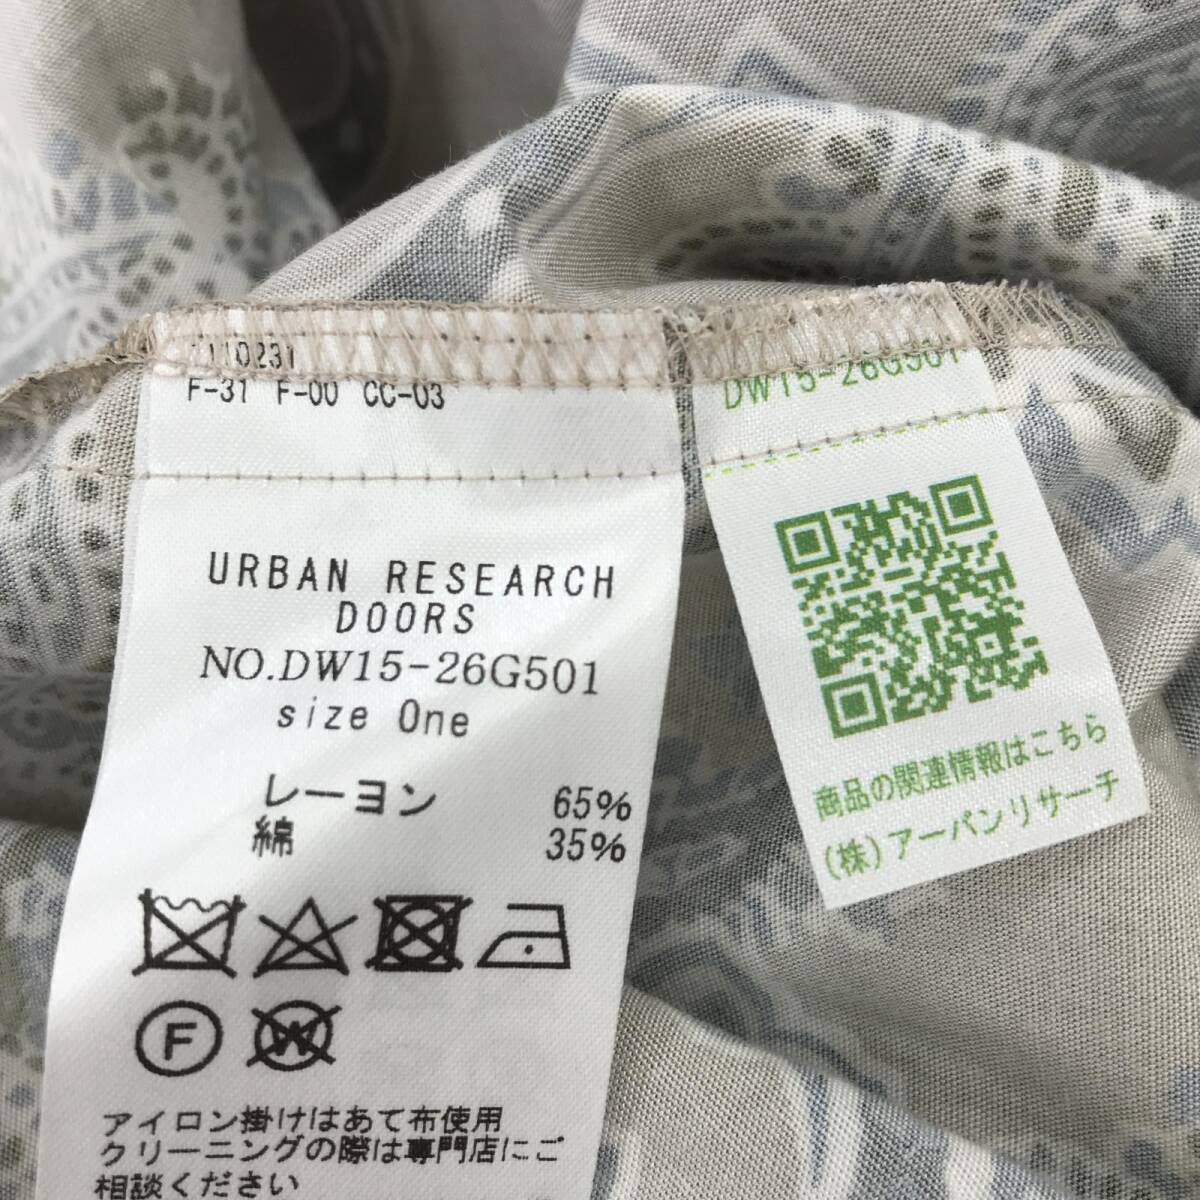 F-31 F-00 CC-03
URBAN RESEARCH
DOORS
NO.DW15-26G501
size One
レーヨン 65%
綿 35%
F
W
アイロン掛けはあて布使用
クリーニングの際は専門店にご
相談ください
DW15-26G501
商品の関連情報はこちら
(株)アーバンリサーチ